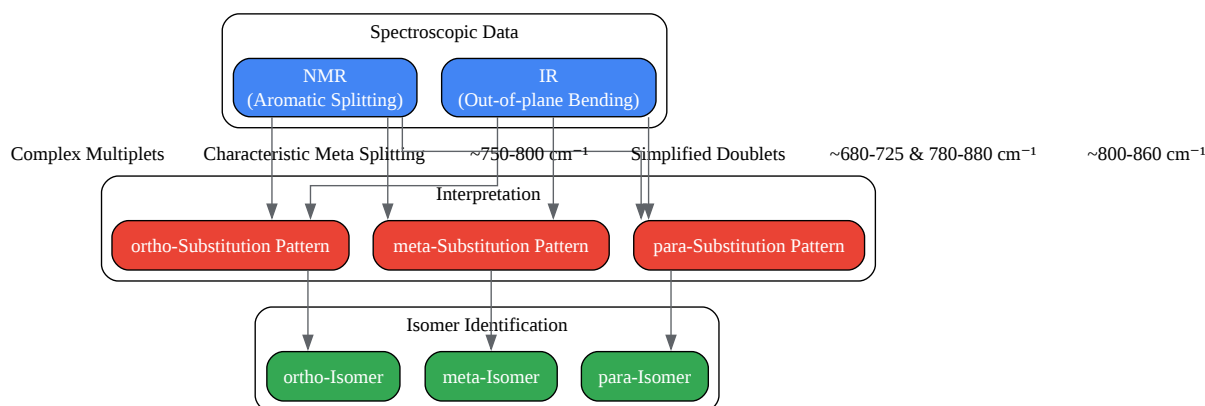 Spectroscopic Data
NMR
(Aromatic Splitting)
IR
(Out-of-plane Bending)
Complex Multiplets
Characteristic Meta Splitting
~750-800 cm⁻¹
Simplified Doublets
~680-725 & 780-880 cm⁻¹
~800-860 cm⁻¹
Interpretation
ortho-Substitution Pattern
meta-Substitution Pattern
para-Substitution Pattern
Isomer Identification
ortho-Isomer
meta-Isomer
para-Isomer